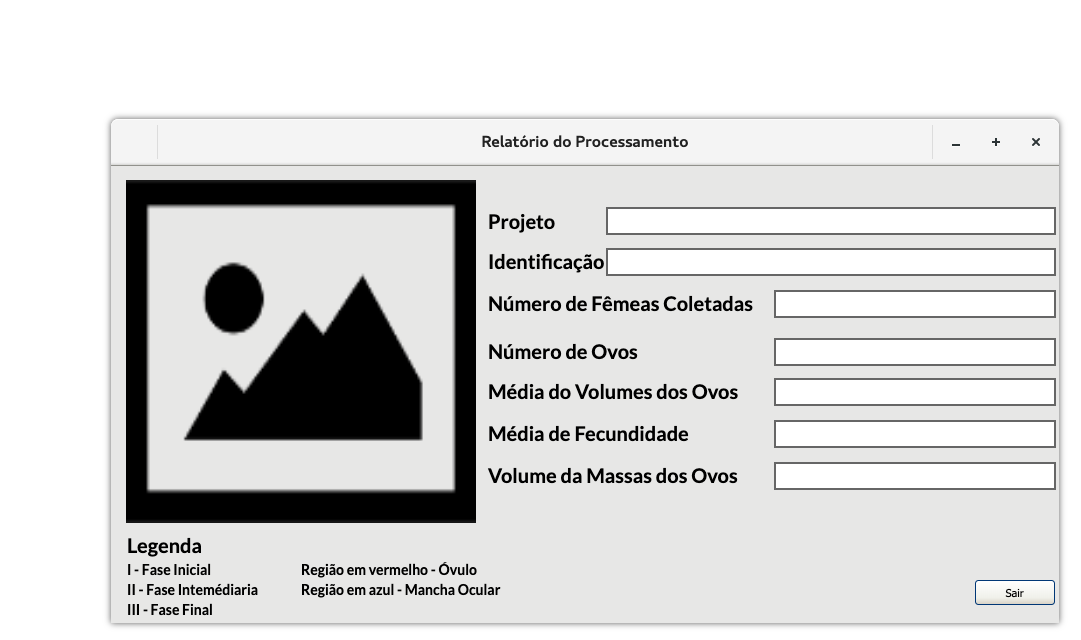 Relatório do Processamento
Projeto
Identificação
Número de Fêmeas Coletadas
Número de Ovos
Média do Volumes dos Ovos
Média de Fecundidade
Volume da Massas dos Ovos
Legenda
I - Fase Inicial
Região em vermelho - Óvulo
II - Fase Intemédiaria
Região em azul - Mancha Ocular
III - Fase Final
Sair